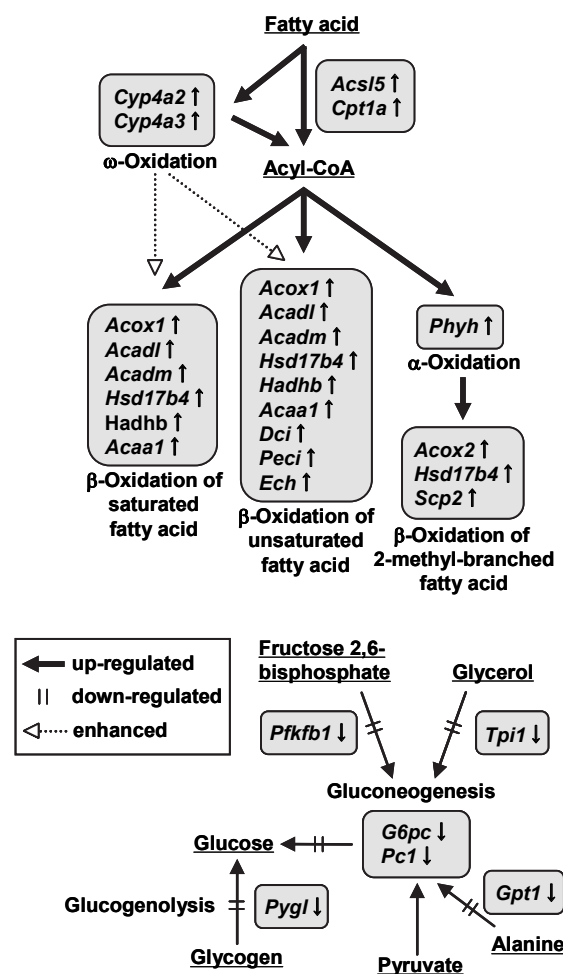 Fatty acid
Cyp4a2 ↑
Cyp4a3 ↑
Acsl5 ↑
Cpt1a ↑
ω-Oxidation
Acyl-CoA
Acox1 ↑
Acadl ↑
Acadm ↑
Hsd17b4 ↑
Hadhb ↑
Acaa1 ↑
β-Oxidation of
saturated
fatty acid
Acox1 ↑
Acadl ↑
Acadm ↑
Hsd17b4 ↑
Hadhb ↑
Acaa1 ↑
Dci ↑
Peci ↑
Ech ↑
β-Oxidation of
unsaturated
fatty acid
Phyh ↑
α-Oxidation
Acox2 ↑
Hsd17b4 ↑
Scp2 ↑
β-Oxidation of
2-methyl-branched
fatty acid
up-regulated
down-regulated
enhanced
Fructose 2,6-
bisphosphate
Glycerol
Pfkfb1 ↓
Tpi1 ↓
Gluconeogenesis
G6pc ↓
Pc1 ↓
Glucose
Glucogenolysis
Pygl ↓
Gpt1 ↓
Glycogen
Pyruvate
Alanine